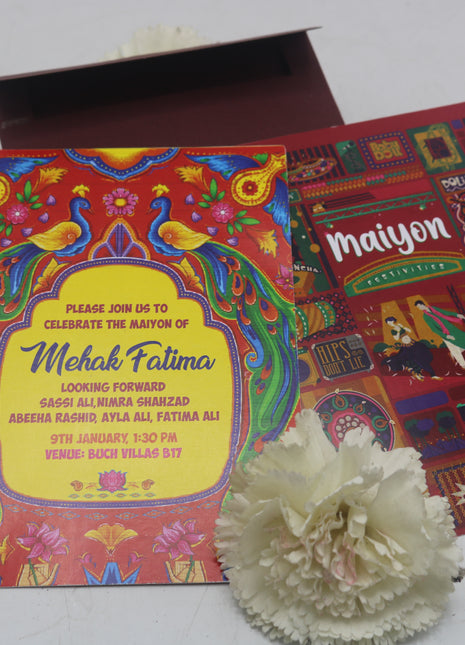 PLEASE JOIN US TO
CELEBRATE THE MAIYON OF
Mehak Fatima
LOOKING FORWARD
SASSI ALI,NIMRA SHAHZAD
ABEEHA RASHID, AYLA ALI, FATIMA ALI
9TH JANUARY, 1:30 PM
VENUE: BUCH VILLAS B17
Maiyon
FESTIVITIES
HIPS
DON'T LIE